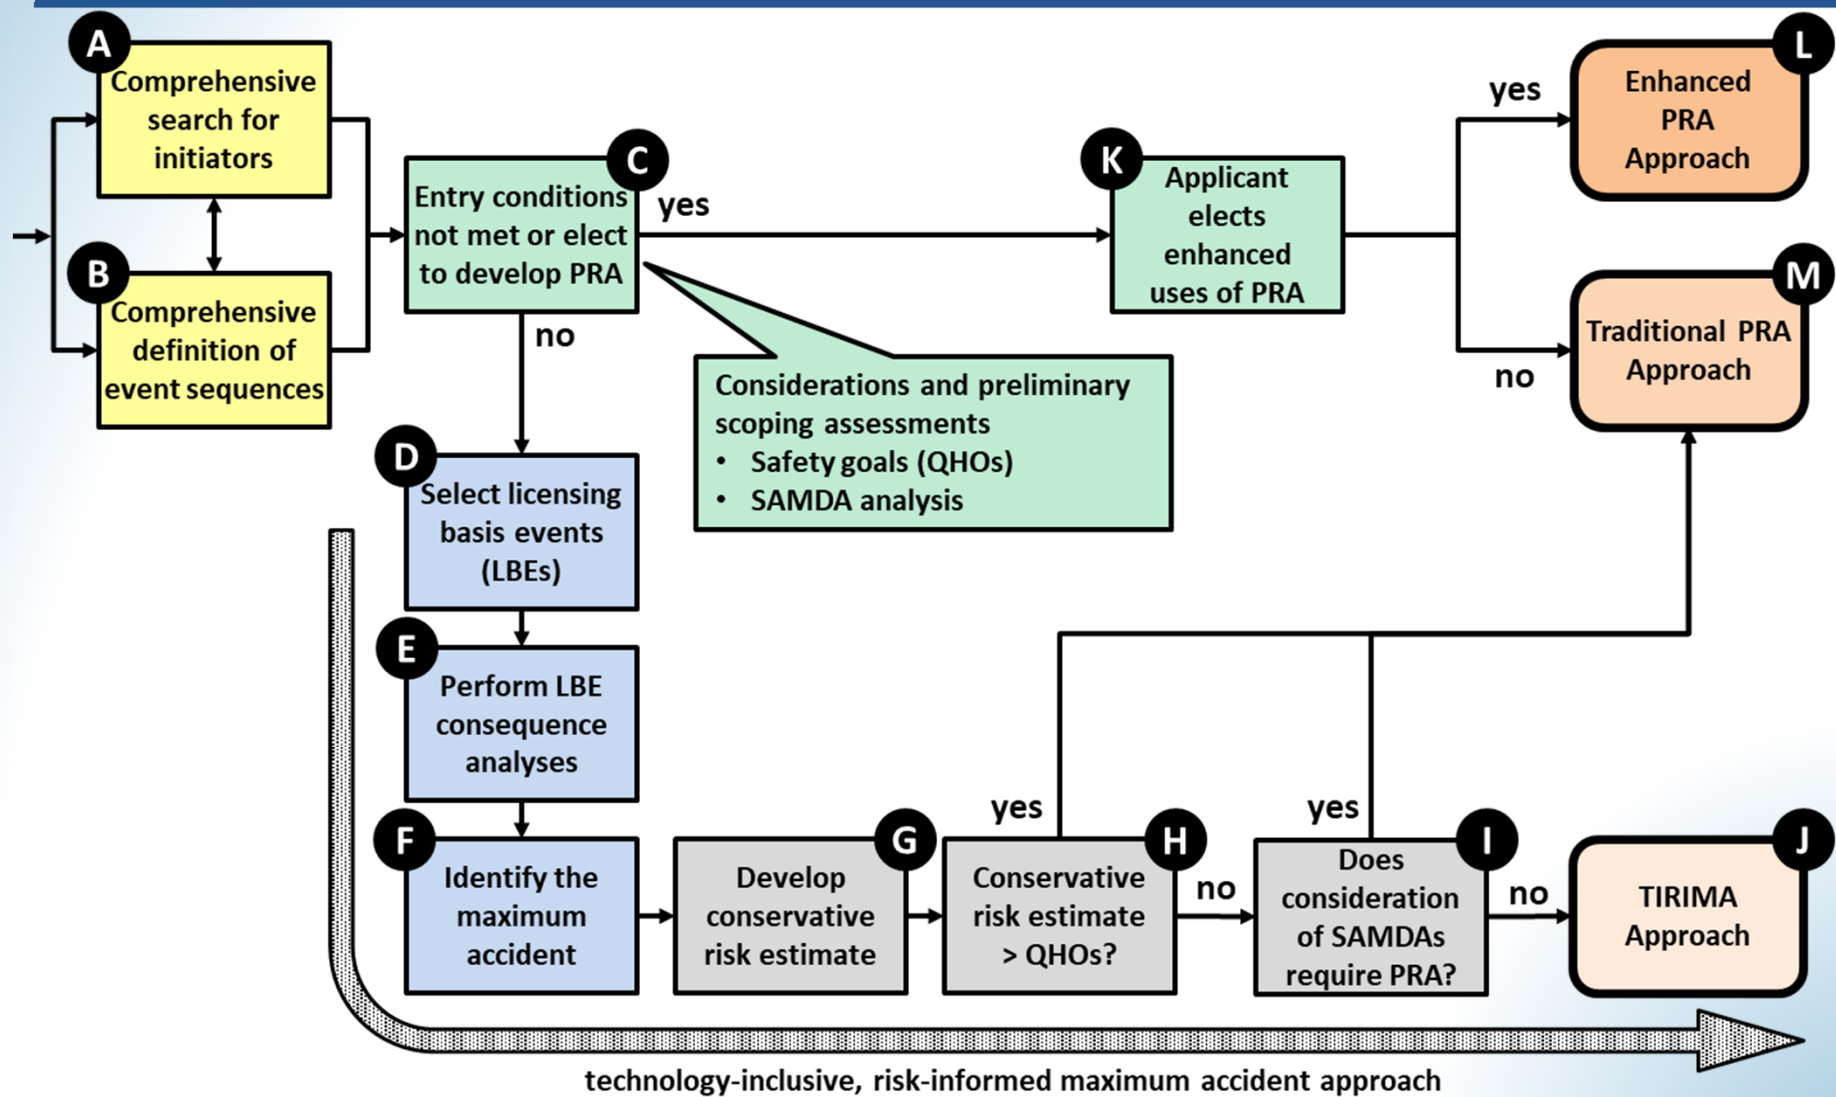 A
Comprehensive
search for
initiators
B
Comprehensive
definition of
event sequences
C
Entry conditions
not met or elect
to develop PRA
yes
no
Considerations and preliminary
scoping assessments
• Safety goals (QHOs)
• SAMDA analysis
K
Applicant
elects
enhanced
uses of PRA
yes
no
L
Enhanced
PRA
Approach
M
Traditional PRA
Approach
D
Select licensing
basis events
(LBEs)
E
Perform LBE
consequence
analyses
F
Identify the
maximum
accident
G
Develop
conservative
risk estimate
H
Conservative
risk estimate
> QHOs?
yes
no
I
Does
consideration
of SAMDAs
require PRA?
yes
no
J
TIRIMA
Approach
technology-inclusive, risk-informed maximum accident approach